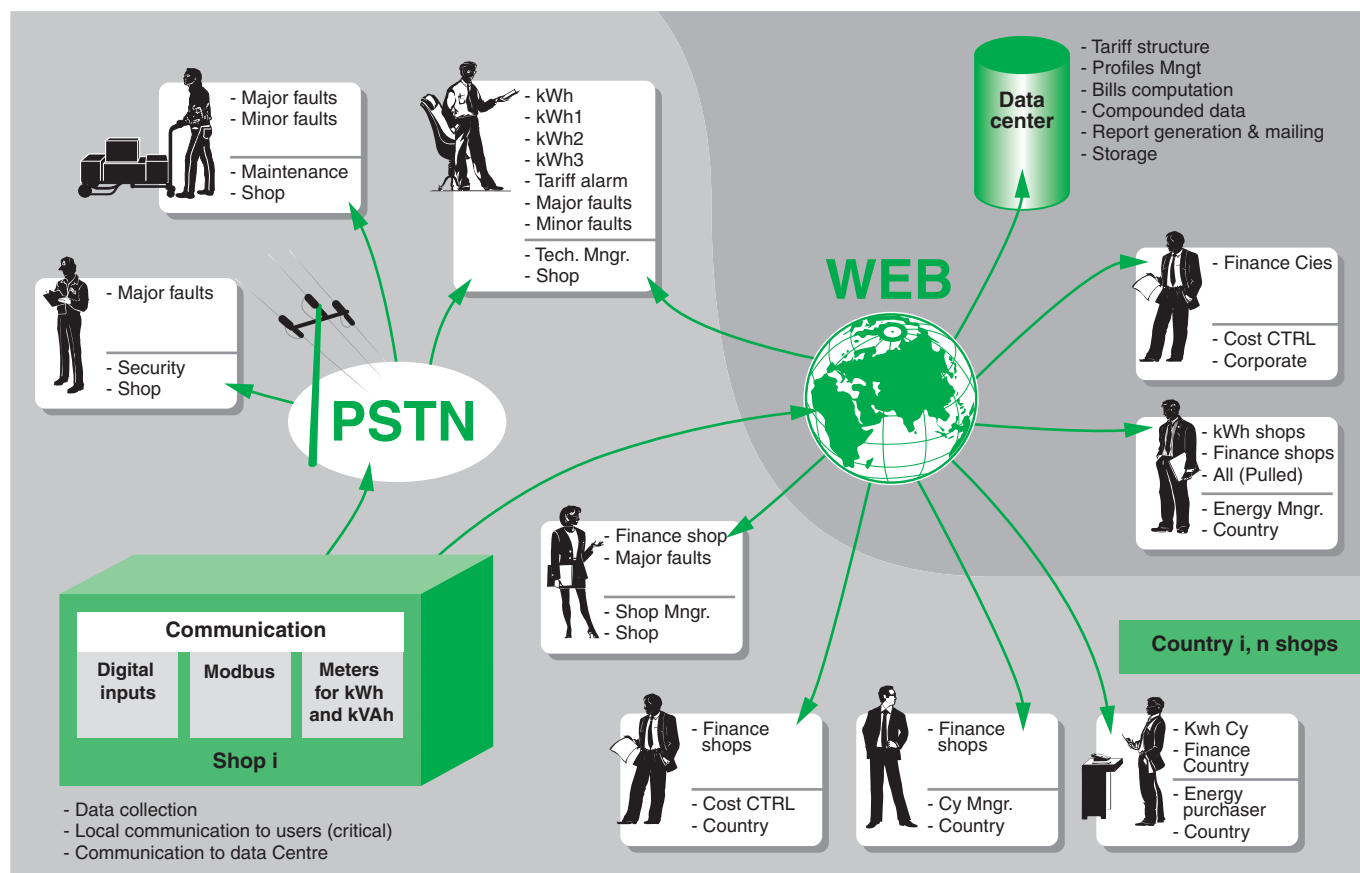 - Major faults
- Minor faults
- Maintenance
- Shop
- kWh
- kWh1
- kWh2
- kWh3
- Tariff alarm
- Major faults
- Minor faults
- Tech. Mngr.
- Shop
Data
center
- Tariff structure
- Profiles Mngt
- Bills computation
- Compounded data
- Report generation & mailing
- Storage
- Major faults
- Security
- Shop
PSTN
WEB
- Finance Cies
- Cost CTRL
- Corporate
- kWh shops
- Finance shops
- All (Pulled)
- Energy Mngr.
- Country
- Finance shop
- Major faults
- Shop Mngr.
- Shop
Communication
Digital
inputs
Modbus
Meters
for kWh
and kVAh
Shop i
- Data collection
- Local communication to users (critical)
- Communication to data Centre
Country i, n shops
- Finance
shops
- Cost CTRL
- Country
- Finance
shops
- Cy Mngr.
- Country
- Kwh Cy
- Finance
Country
- Energy
purchaser
- Country